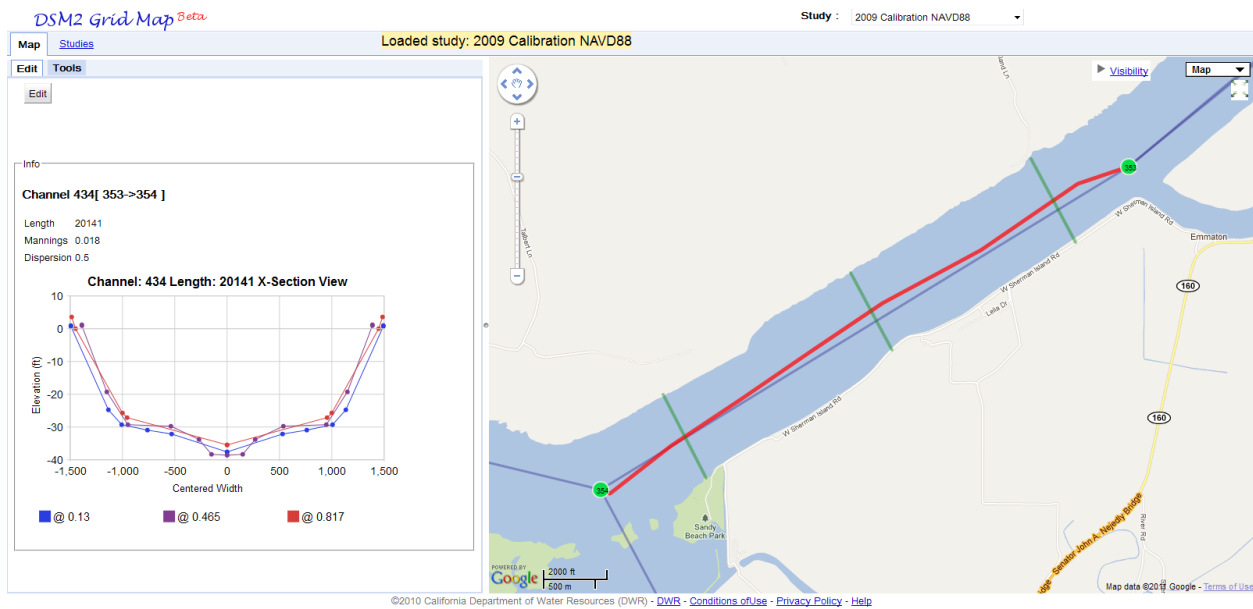 DSM2 Grid Map Beta
Study : 2009 Calibration NAVD88
Map Studies
Loaded study: 2009 Calibration NAVD88
Edit Tools
Edit
Info
Channel 434[ 353->354 ]
Length 20141
Mannings 0.018
Dispersion 0.5
Channel: 434 Length: 20141 X-Section View
Elevation (ft)
10
0
-10
-20
-30
-40
-1,500 -1,000 -500 0 500 1,000 1,500
Centered Width
@ 0.13 @ 0.465 @ 0.817
Visibility
Map
353
354
Talbert Ln
W Sherman Island Rd
W Sherman Island Rd
W Sherman Island Rd
Emmaton
160
Leila Dr
160
Sandy
Beach Park
Senator John A. Nejedly Bridge
River Rd
POWERED BY
Google
2000 ft
500 m
Map data ©2011 Google - Terms of Use
©2010 California Department of Water Resources (DWR) - DWR - Conditions ofUse - Privacy Policy - Help